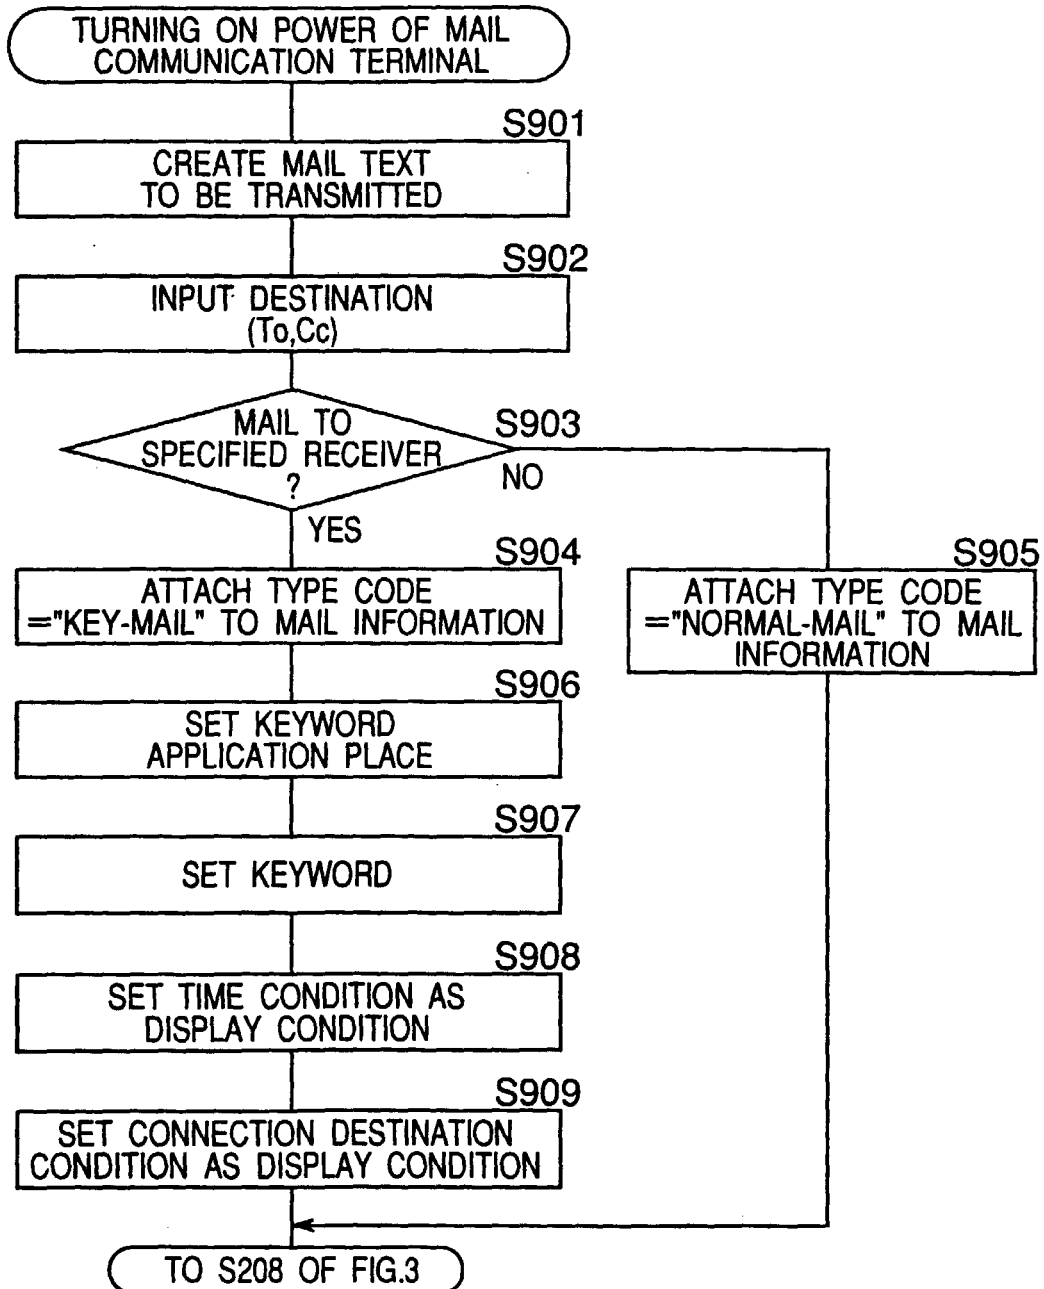 TURNING ON POWER OF MAIL
COMMUNICATION TERMINAL
S901
CREATE MAIL TEXT
TO BE TRANSMITTED
S902
INPUT DESTINATION
(To,Cc)
MAIL TO
SPECIFIED RECEIVER
?
S903
NO
YES
S904
ATTACH TYPE CODE
="KEY-MAIL" TO MAIL INFORMATION
S905
ATTACH TYPE CODE
="NORMAL-MAIL" TO MAIL
INFORMATION
S906
SET KEYWORD
APPLICATION PLACE
S907
SET KEYWORD
S908
SET TIME CONDITION AS
DISPLAY CONDITION
S909
SET CONNECTION DESTINATION
CONDITION AS DISPLAY CONDITION
TO S208 OF FIG.3